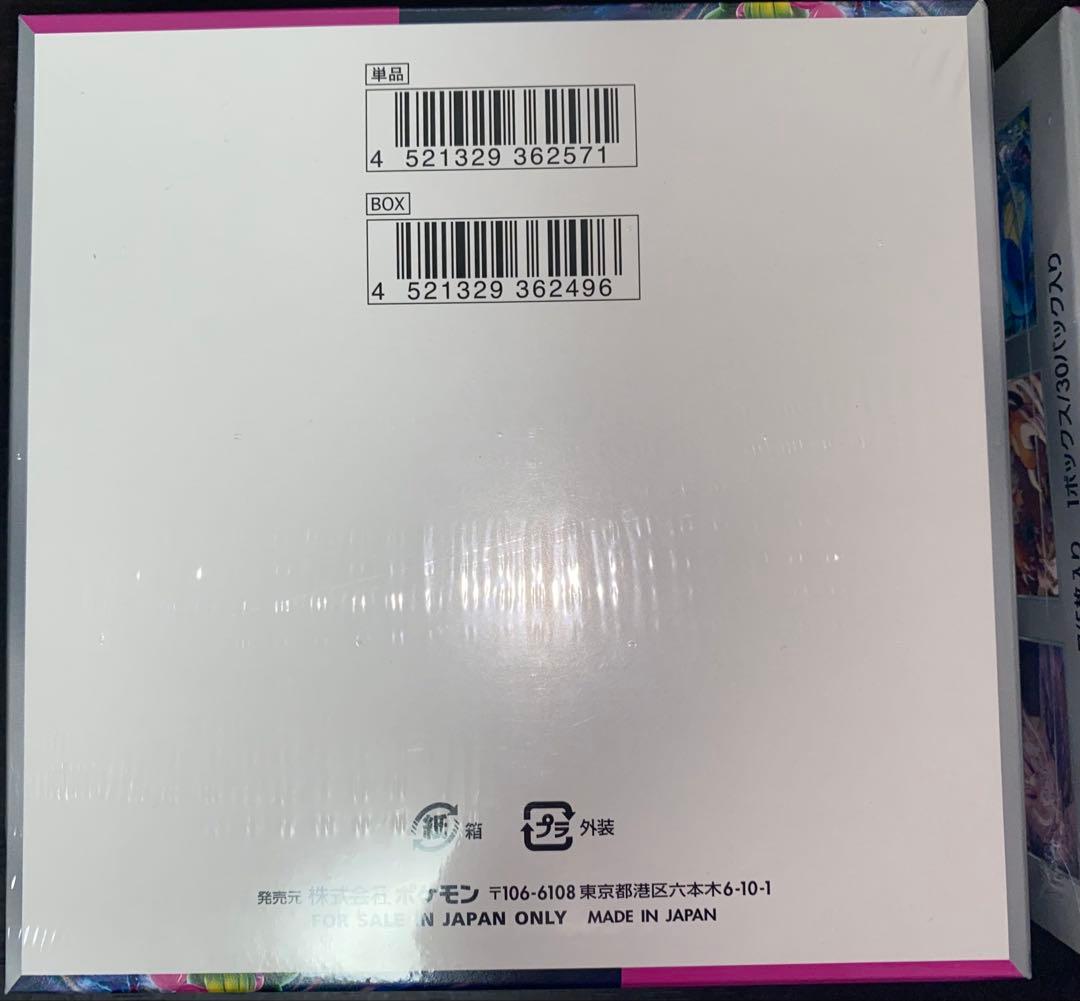 単品
4 521329 362571
BOX
4 521329 362496
紙 箱
プラ 外装
発売元 株式会社 ポケモン 〒106-6108 東京都港区六本木6-10-1
FOR SALE IN JAPAN ONLY MADE IN JAPAN
1ボックス/30パック入り